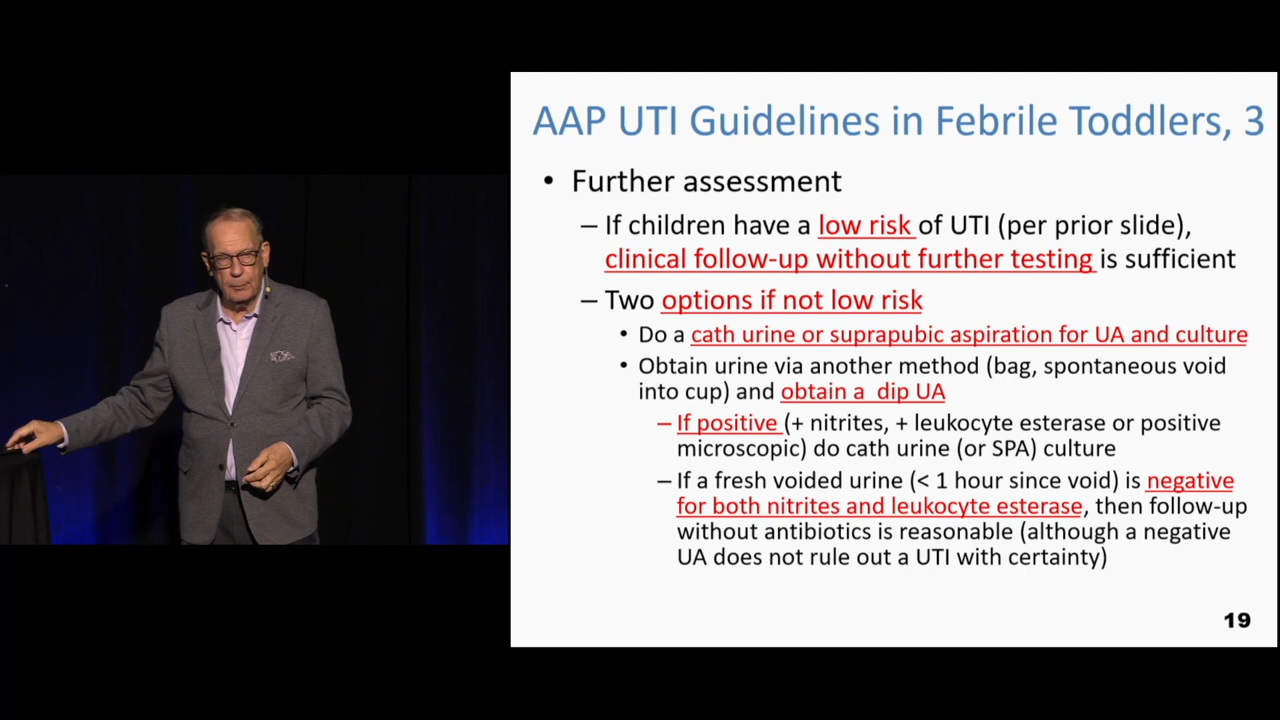 AAP UTI Guidelines in Febrile Toddlers, 3
• Further assessment
– If children have a low risk of UTI (per prior slide),
clinical follow-up without further testing is sufficient
– Two options if not low risk
• Do a cath urine or suprapubic aspiration for UA and culture
• Obtain urine via another method (bag, spontaneous void
into cup) and obtain a dip UA
– If positive (+ nitrites, + leukocyte esterase or positive
microscopic) do cath urine (or SPA) culture
– If a fresh voided urine (< 1 hour since void) is negative
for both nitrites and leukocyte esterase, then follow-up
without antibiotics is reasonable (although a negative
UA does not rule out a UTI with certainty)
19